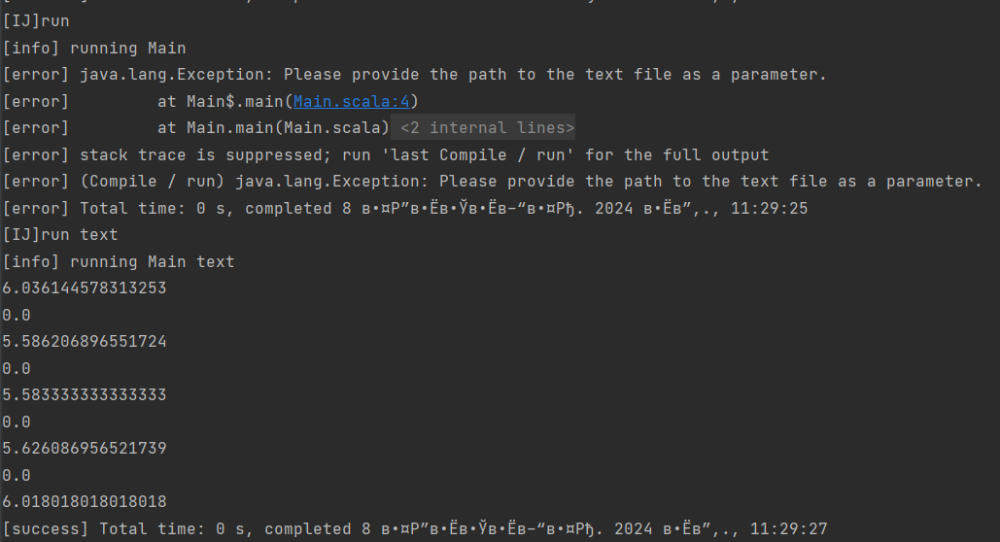 [IJ]run
[info] running Main
[error] java.lang.Exception: Please provide the path to the text file as a parameter.
[error]         at Main$.main(Main.scala:4)
[error]         at Main.main(Main.scala) <2 internal lines>
[error] stack trace is suppressed; run 'last Compile / run' for the full output
[error] (Compile / run) java.lang.Exception: Please provide the path to the text file as a parameter.
[error] Total time: 0 s, completed 8 в•¤Р”в•Ёв•Ўв•Ёв–“в•¤Рђ. 2024 в•Ёв”‚., 11:29:25
[IJ]run text
[info] running Main text
6.036144578313253
0.0
5.586206896551724
0.0
5.583333333333333
0.0
5.626086956521739
0.0
6.018018018018018
[success] Total time: 0 s, completed 8 в•¤Р”в•Ёв•Ўв•Ёв–“в•¤Рђ. 2024 в•Ёв”‚., 11:29:27